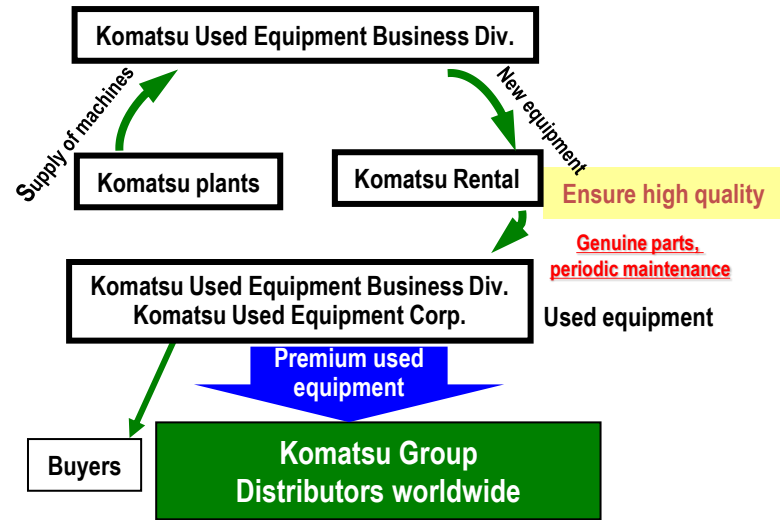 Komatsu Used Equipment Business Div.
Supply of machines
New equipment
Komatsu plants
Komatsu Rental
Ensure high quality
Genuine parts,
periodic maintenance
Komatsu Used Equipment Business Div.
Komatsu Used Equipment Corp.
Used equipment
Premium used
equipment
Buyers
Komatsu Group
Distributors worldwide